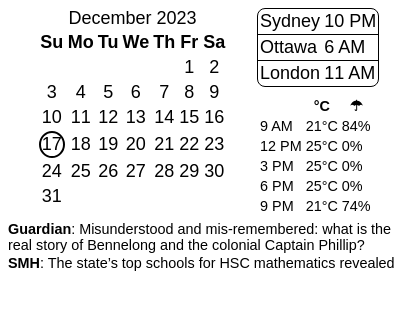 December 2023
Su Mo Tu We Th Fr Sa
1 2
3 4 5 6 7 8 9
10 11 12 13 14 15 16
17 18 19 20 21 22 23
24 25 26 27 28 29 30
31
Sydney 10 PM
Ottawa 6 AM
London 11 AM
°C ☂
9 AM 21°C 84%
12 PM 25°C 0%
3 PM 25°C 0%
6 PM 25°C 0%
9 PM 21°C 74%
Guardian: Misunderstood and mis-remembered: what is the
real story of Bennelong and the colonial Captain Phillip?
SMH: The state’s top schools for HSC mathematics revealed